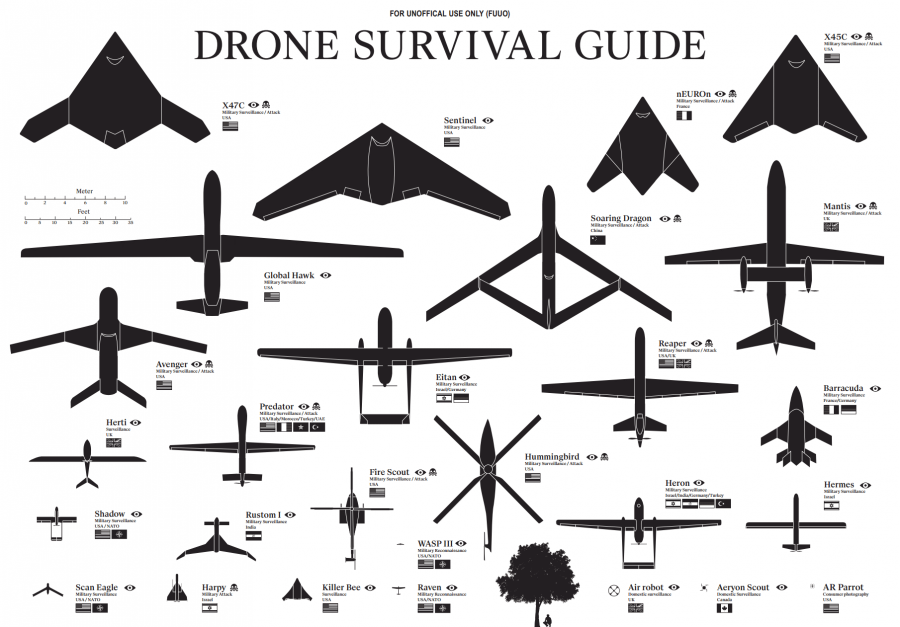 FOR UNOFFICAL USE ONLY (FUUO)
DRONE SURVIVAL GUIDE
X47C
Military Surveillance / Attack
USA
Sentinel
Military Surveillance
USA
nEUROn
Military Surveillance / Attack
France
X45C
Military Surveillance / Attack
USA
Meter
0 2 4 6 8 10
Feet
0 5 10 15 20 25 30 35
Global Hawk
Military Surveillance
USA
Soaring Dragon
Military Surveillance / Attack
China
Mantis
Military Surveillance / Attack
UK
Avenger
Military Surveillance / Attack
USA
Eitan
Military Surveillance
Israel/Germany
Reaper
Military Surveillance / Attack
USA/UK
Barracuda
Military Surveillance
France/Germany
Predator
Military Surveillance / Attack
USA/Italy/Morocco/Turkey/UAE
Herti
Surveillance
UK
Fire Scout
Military Surveillance / Attack
USA
Hummingbird
Military Surveillance / Attack
USA
Heron
Military Surveillance
Israel/India/Germany/Turkey
Hermes
Military Surveillance
Israel
Shadow
Military Surveillance
USA / NATO
Rustom I
Military Surveillance
India
WASP III
Military Reconnaissance
USA/NATO
Scan Eagle
Military Surveillance
USA / NATO
Harpy
Military Attack
Israel
Killer Bee
Military Surveillance
USA
Raven
Military Reconnaissance
USA/NATO
Air robot
Domestic surveillance
UK
Aeryon Scout
Domestic surveillance
Canada
AR Parrot
Consumer photography
USA